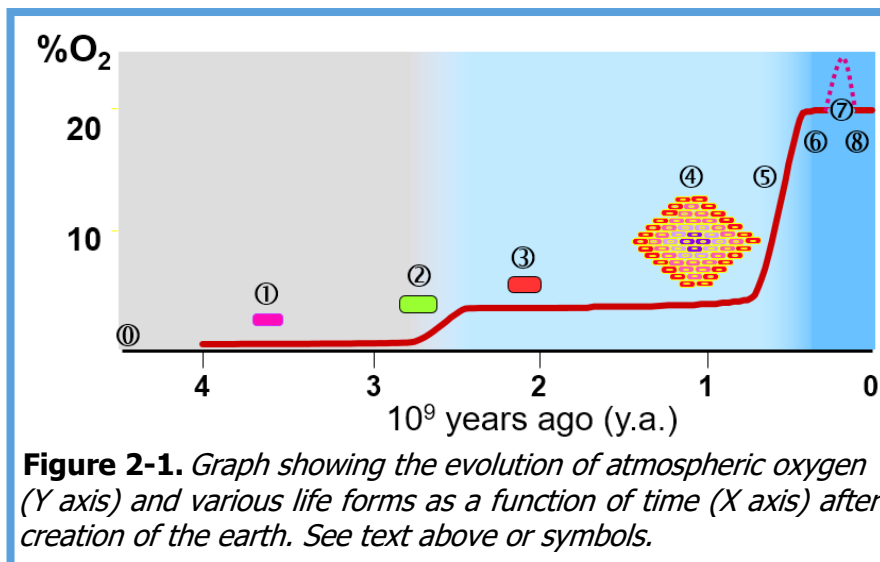 %O₂
20
10
⓪
①
②
③
④
⑤
⑥
⑦
⑧
4 3 2 1 0
10⁹ years ago (y.a.)
Figure 2-1. Graph showing the evolution of atmospheric oxygen
(Y axis) and various life forms as a function of time (X axis) after
creation of the earth. See text above or symbols.